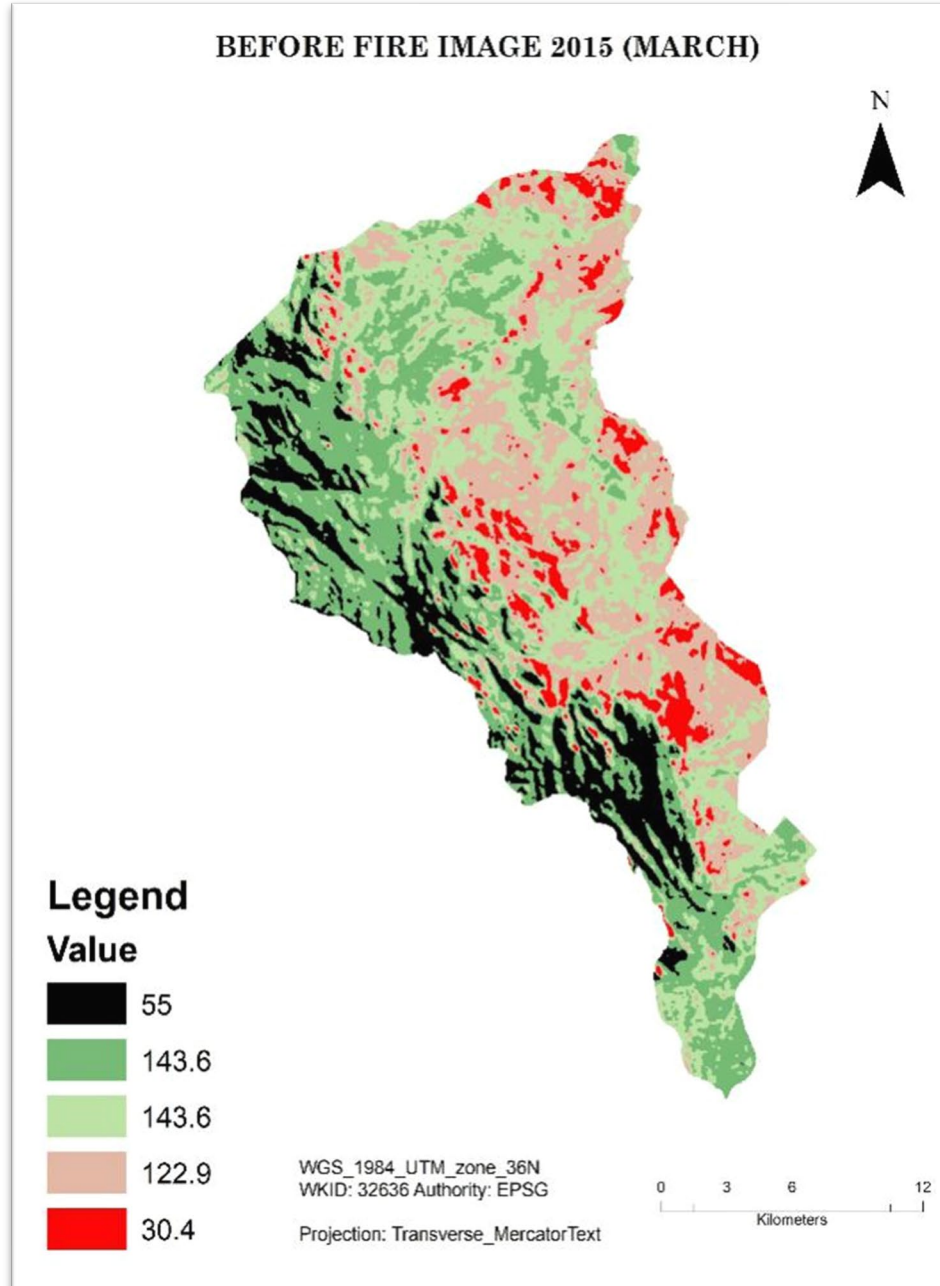 BEFORE FIRE IMAGE 2015 (MARCH)
N
Legend
Value
55
143.6
143.6
122.9
30.4
WGS_1984_UTM_zone_36N
WKID: 32636 Authority: EPSG
Projection: Transverse_MercatorText
0 3 6 12
Kilometers